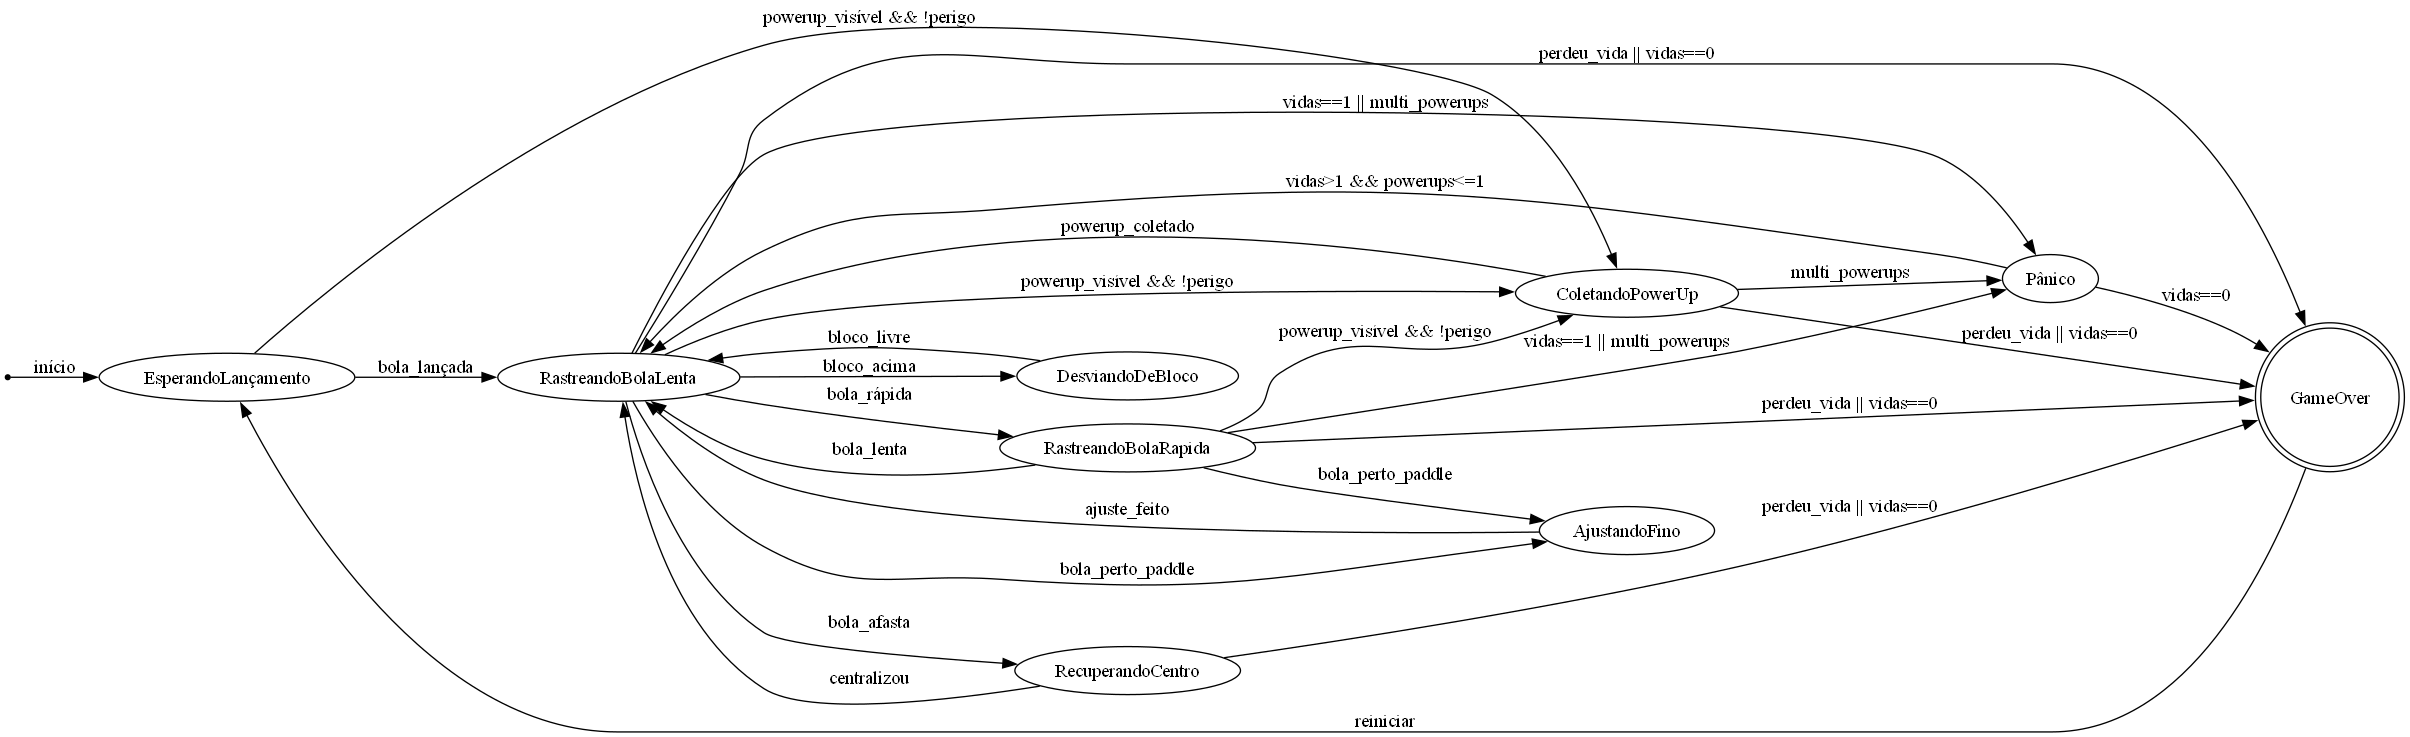 powerup_visível && !perigo
perdeu_vida || vidas==0
vidas==1 || multi_powerups
vidas>1 && powerups<=1
powerup_coletado
powerup_visível && !perigo
multi_powerups
Pânico
vidas==0
ColetandoPowerUp
bloco_livre
powerup_visível && !perigo
vidas==1 || multi_powerups
perdeu_vida || vidas==0
início
EsperandoLançamento
bola_lançada
RastreandoBolaLenta
bloco_acima
DesviandoDeBloco
bola_rápida
GameOver
perdeu_vida || vidas==0
bola_lenta
RastreandoBolaRapida
bola_perto_paddle
ajuste_feito
perdeu_vida || vidas==0
AjustandoFino
bola_perto_paddle
bola_afasta
RecuperandoCentro
centralizou
reiniciar